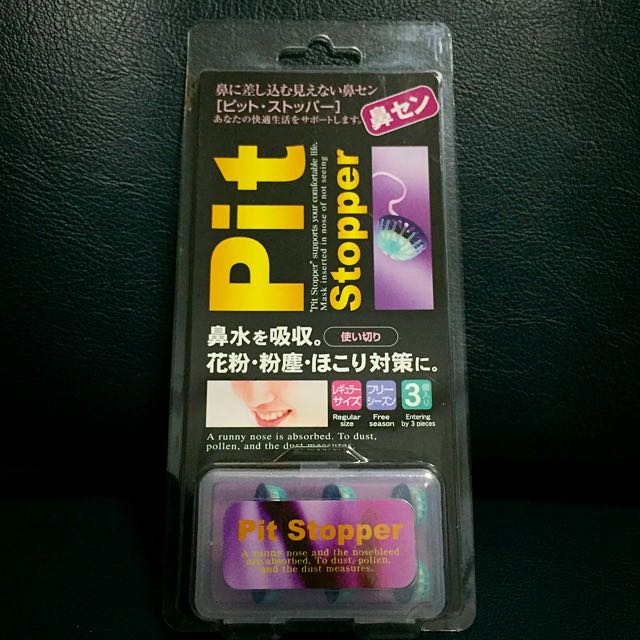 鼻に差し込む見えない鼻セン
[ピット・ストッパー]
あなたの快適生活をサポートします。
鼻セン
Pit
Stopper
"Pit Stopper" supports your comfortable life.
Mask inserted in nose of not seeing
鼻水を吸収。
使い切り
花粉・粉塵・ほこり対策に。
レギュラーサイズ
Regular size
フリーシーズン
Free season
3個入り
Entering by 3 pieces
A runny nose is absorbed. To dust,
pollen, and the dust measures.
Pit Stopper
A runny nose and the nosebleed
are absorbed. To dust, pollen,
and the dust measures.